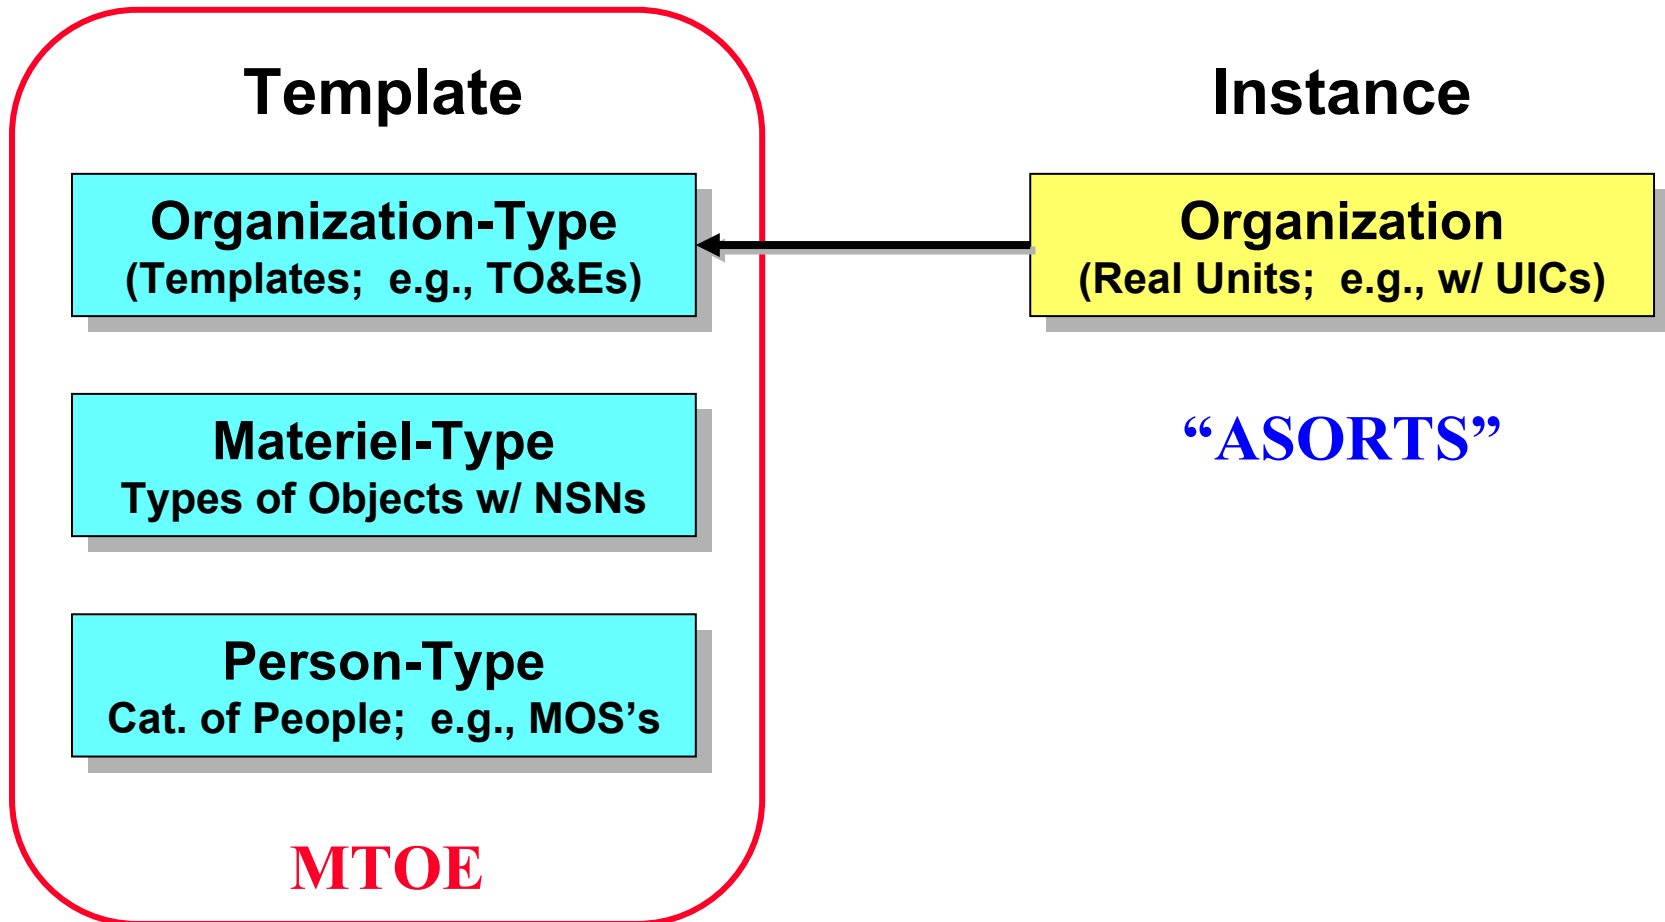 Template
Organization-Type
(Templates;  e.g., TO&Es)
Materiel-Type
Types of Objects w/ NSNs
Person-Type
Cat. of People;  e.g., MOS’s
MTOE
Instance
Organization
(Real Units;  e.g., w/ UICs)
“ASORTS”